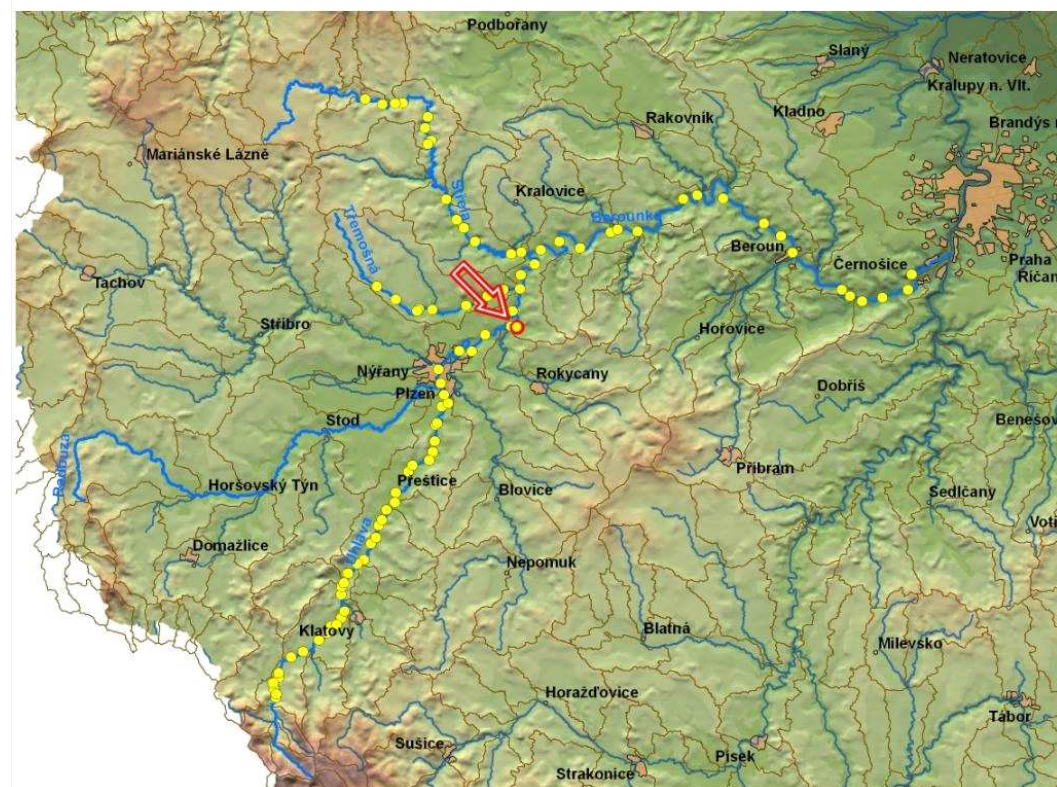 Podbořany
Slaný
Neratovice
Kralupy n. Vlt.
Kladno
Rakovník
Brandýs n
Mariánské Lázně
Střela
Kralovice
Třemošná
Berounka
Beroun
Černošice
Praha
Říčan
Tachov
Stříbro
Hořovice
Nýřany
Rokycany
Plzeň
Dobříš
Stod
Benešov
Radbuza
Přeštice
Příbram
Horšovský Týn
Blovice
Sedlčany
Voti
Úhlava
Domažlice
Nepomuk
Klatovy
Blatná
Milevsko
Horažďovice
Tábor
Sušice
Písek
Strakonice